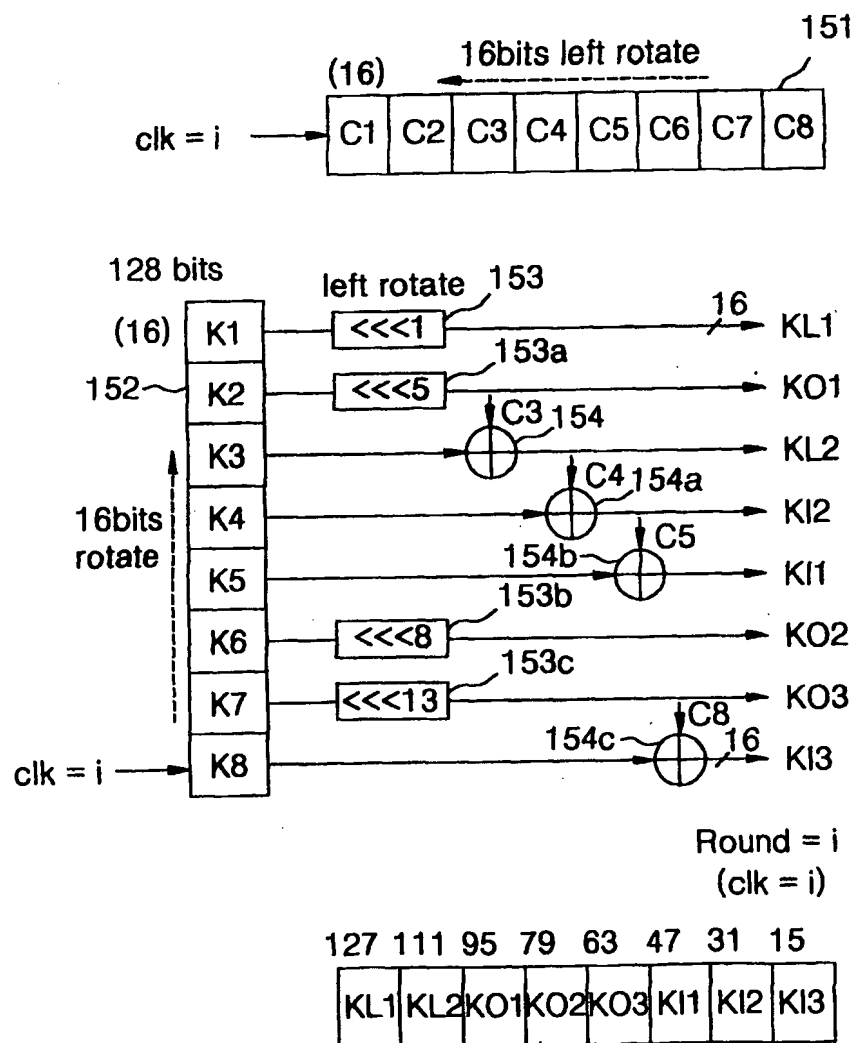 151
16bits left rotate
(16)
clk = i
C1 C2 C3 C4 C5 C6 C7 C8
128 bits
left rotate
153
(16) K1 <<<1 16 KL1
153a
152 K2 <<<5 KO1
C3 154
K3 KL2
C4 154a
16bits
rotate
K4 KI2
154b C5
K5 KI1
153b
K6 <<<8 KO2
153c
K7 <<<13 KO3
154c C8
clk = i K8 16 KI3
Round = i
(clk = i)
127 111 95 79 63 47 31 15
KL1 KL2 KO1 KO2 KO3 KI1 KI2 KI3